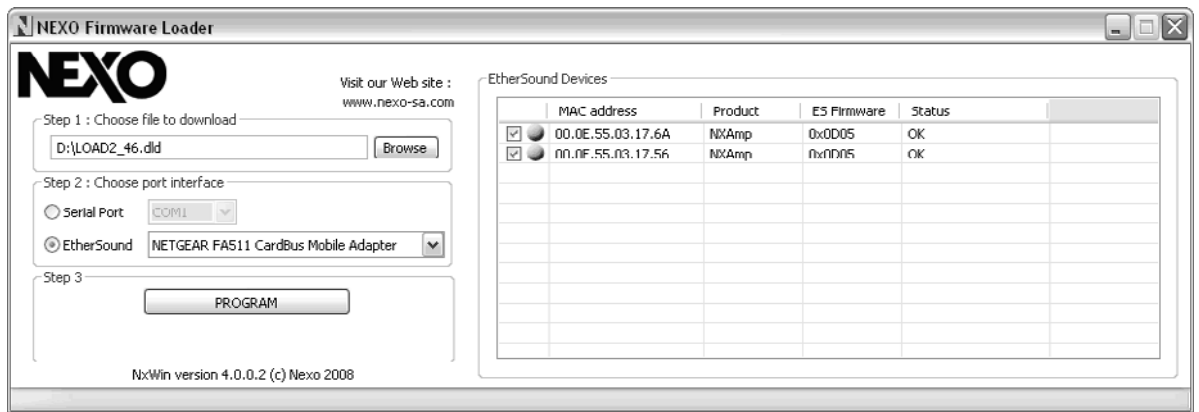 NEXO Firmware Loader
NEXO
Visit our Web site :
www.nexo-sa.com
Step 1 : Choose file to download
D:\LOAD2_46.dld
Browse
Step 2 : Choose port interface
Serial Port
COM1
EtherSound
NETGEAR FA511 CardBus Mobile Adapter
Step 3
PROGRAM
NxWin version 4.0.0.2 (c) Nexo 2008
EtherSound Devices
MAC address Product ES Firmware Status
00.0E.55.03.17.6A NXAmp 0x0D05 OK
00.0E.55.03.17.56 NXAmp 0x0D05 OK